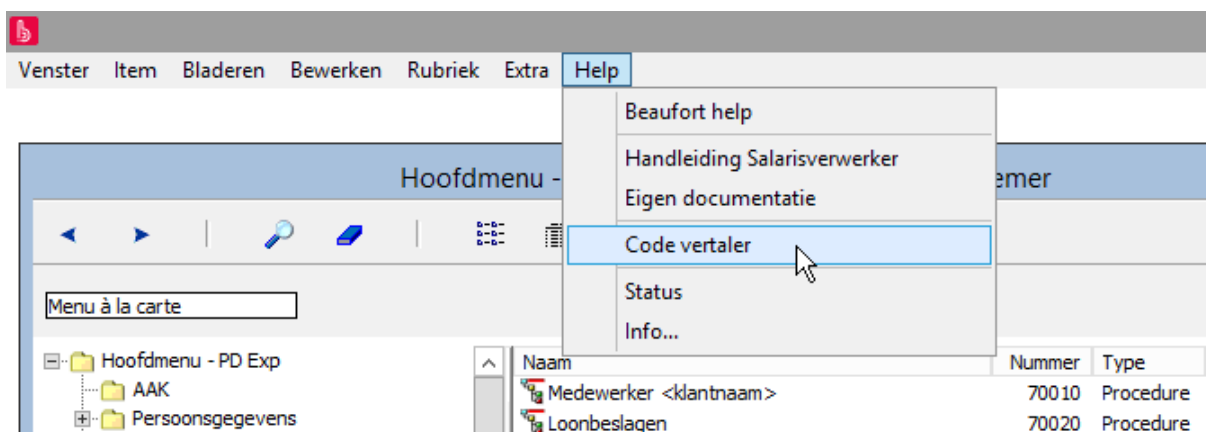 Venster Item Bladeren Bewerken Rubriek Extra Help
Beaufort help
Handleiding Salarisverwerker
Eigen documentatie
Code vertaler
Status
Info...
Hoofdmenu - emer
Menu à la carte
Hoofdmenu - PD Exp
AAK
Persoonsgegevens
Naam Nummer Type
Medewerker <klantnaam> 70010 Procedure
Loonbeslagen 70020 Procedure